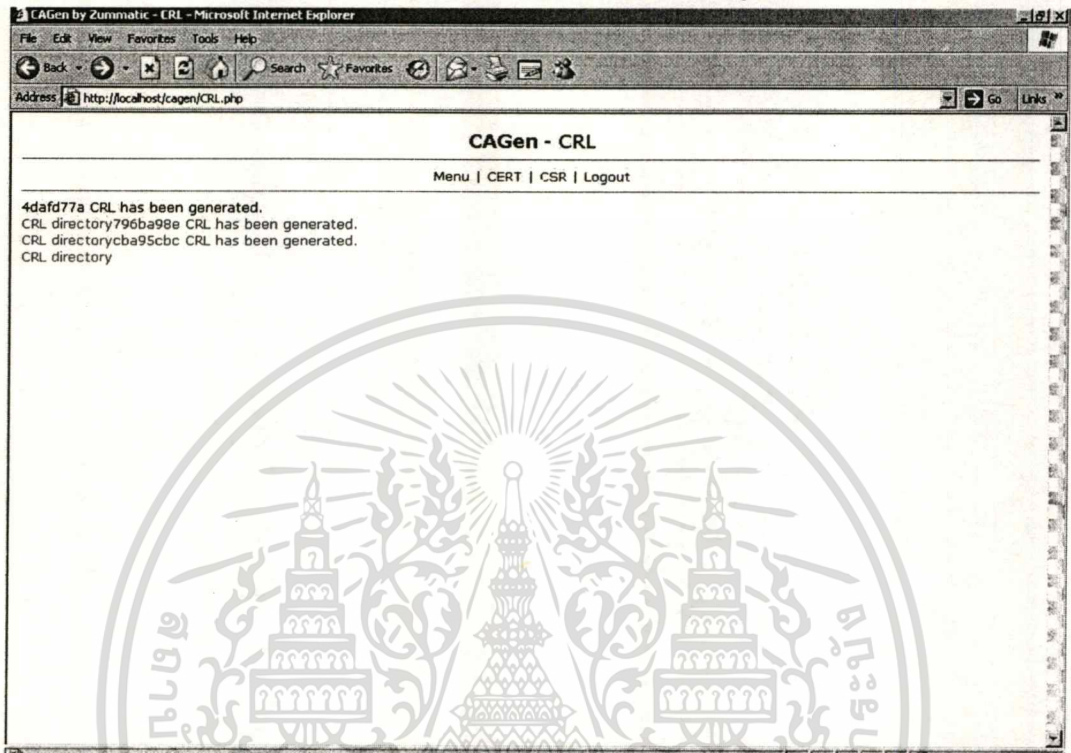 CAGen by Zummatic - CRL - Microsoft Internet Explorer
File Edit View Favorites Tools Help
Back Search Favorites
Address http://localhost/cagen/CRL.php Go Links »
CAGen - CRL
Menu | CERT | CSR | Logout
4dafd77a CRL has been generated.
CRL directory796ba98e CRL has been generated.
CRL directorycba95cbc CRL has been generated.
CRL directory